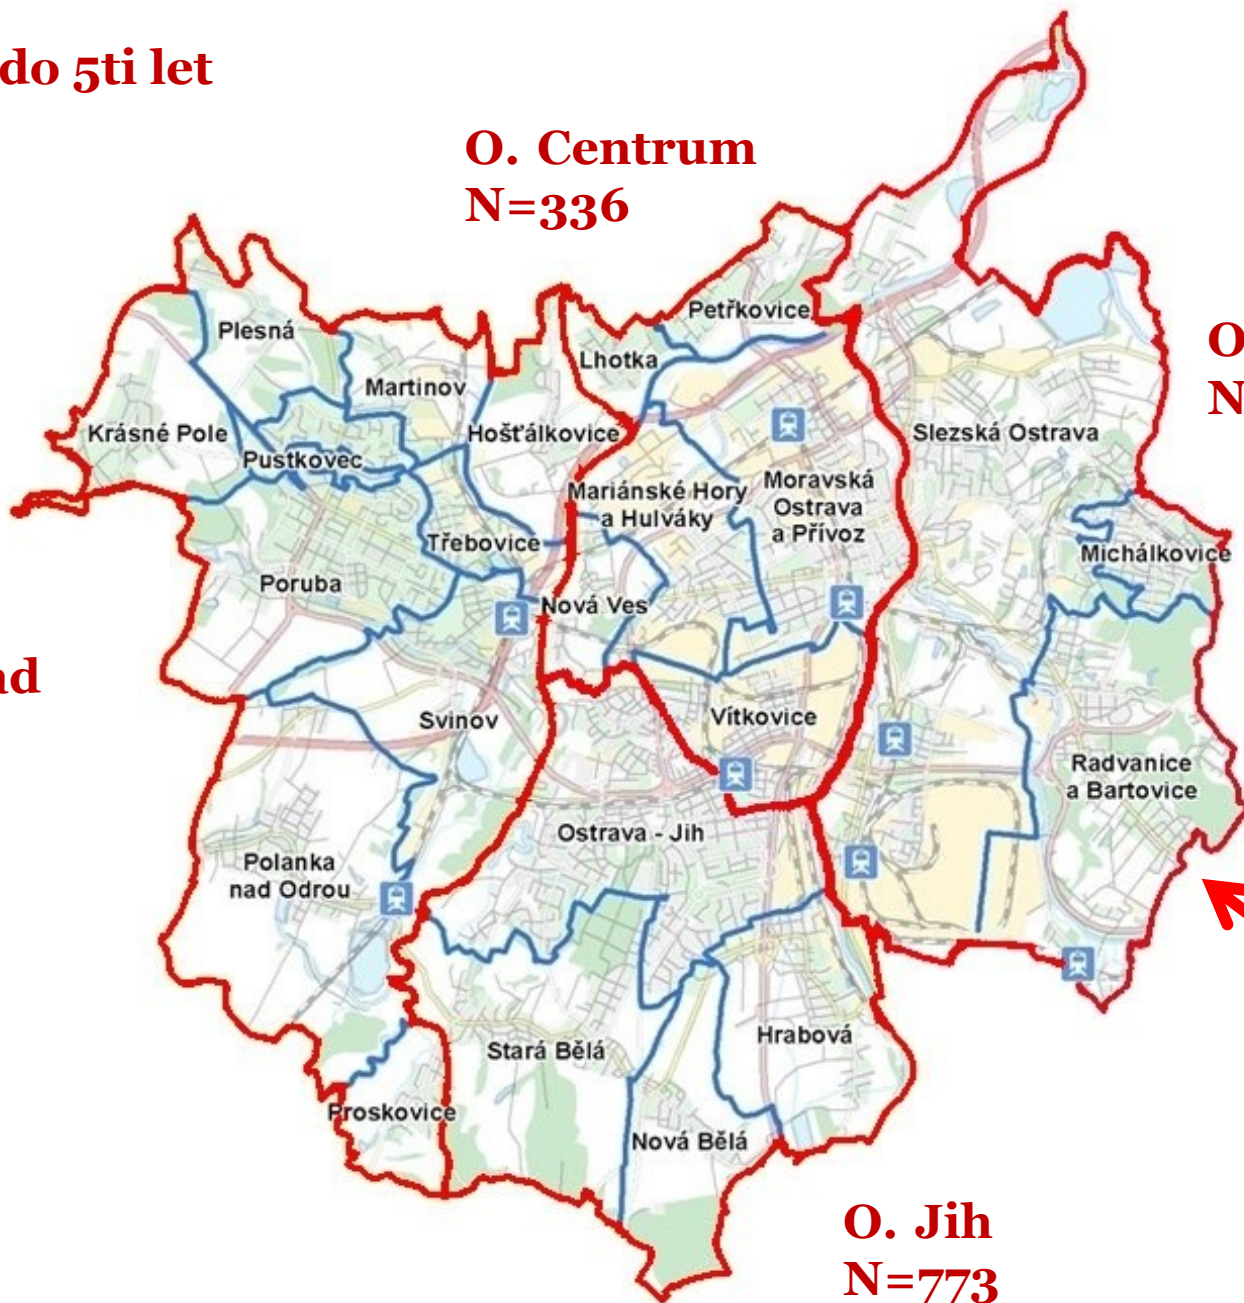 do 5ti let
O. Centrum
N=336
Petřkovice
Plesná
O
N
Lhotka
Martinov
Krásné Pole
Hošťálkovice
Slezská Ostrava
Pustkovec
Mariánské Hory
a Hulváky
Moravská
Ostrava
a Přívoz
Třebovice
Michálkovice
Poruba
Nová Ves
ad
Svinov
Vítkovice
Radvanice
a Bartovice
Ostrava - Jih
Polanka
nad Odrou
Hrabová
Stará Bělá
Proskovice
Nová Bělá
O. Jih
N=773